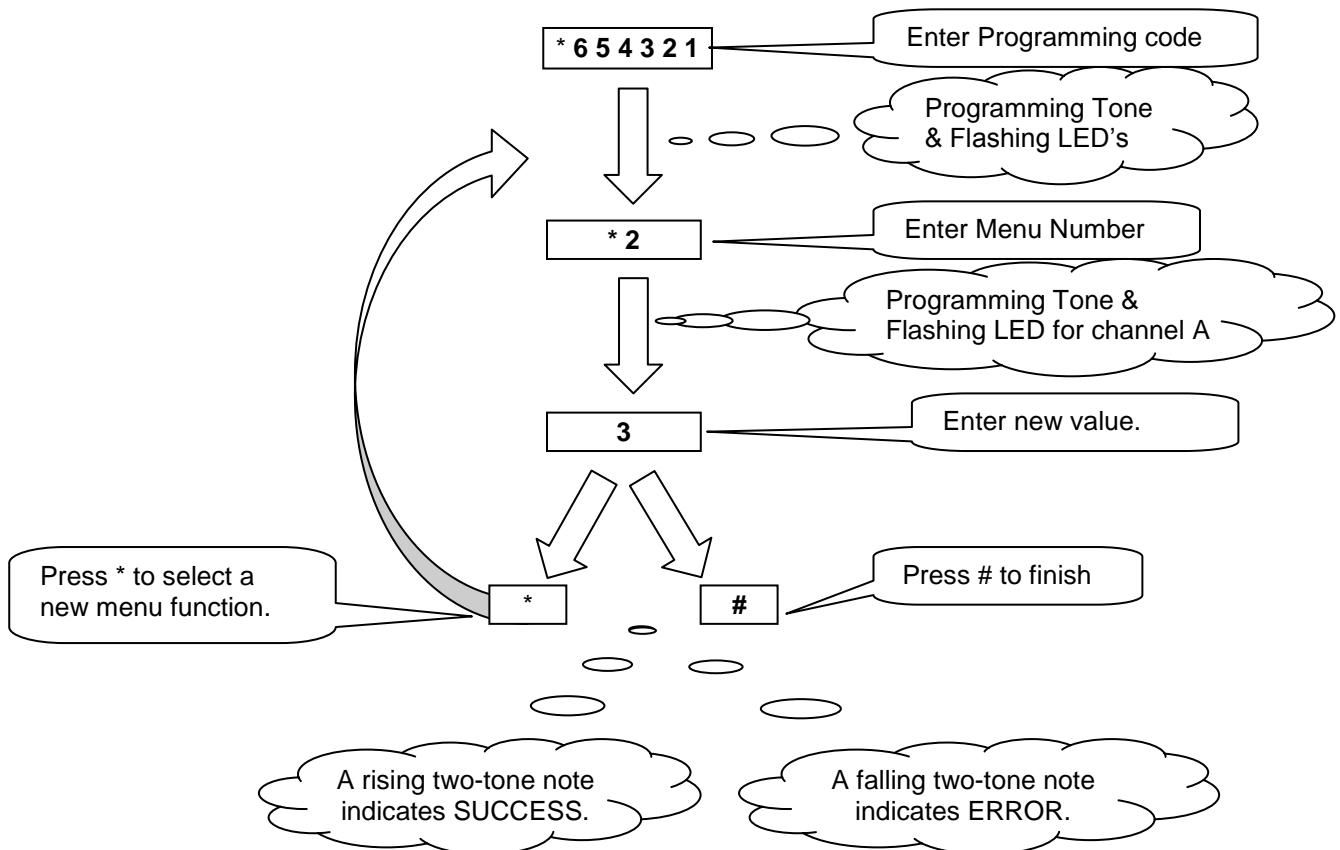 * 6 5 4 3 2 1
Enter Programming code
Programming Tone
& Flashing LED's
* 2
Enter Menu Number
Programming Tone &
Flashing LED for channel A
3
Enter new value.
Press * to select a
new menu function.
*
#
Press # to finish
A rising two-tone note
indicates SUCCESS.
A falling two-tone note
indicates ERROR.